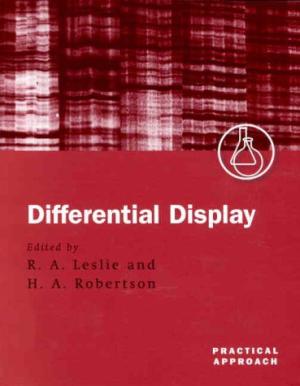 Differential Display
Edited by
R. A. Leslie and
H. A. Robertson
PRACTICAL
APPROACH